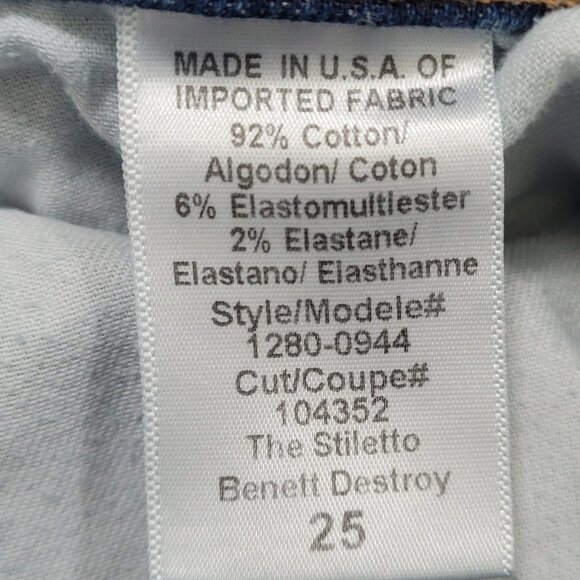 MADE IN U.S.A. OF
IMPORTED FABRIC
92% Cotton/
Algodon/ Coton
6% Elastomultiester
2% Elastane/
Elastano/ Elasthanne
Style/Modele#
1280-0944
Cut/Coupe#
104352
The Stiletto
Benett Destroy
25